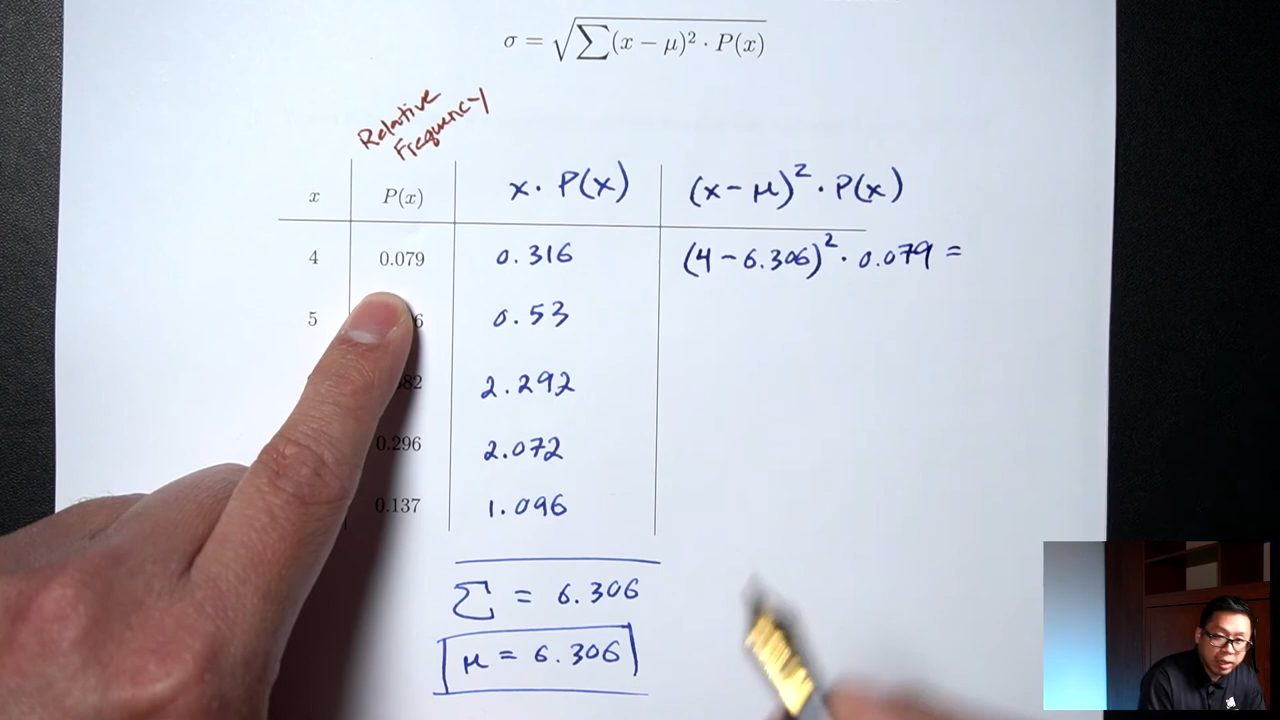 σ = √∑(x − μ)² · P(x)
Relative
Frequency
x P(x) x · P(x) (x − μ)² · P(x)
4 0.079 0.316 (4 − 6.306)² · 0.079 =
5 0.53
2.292
0.296 2.072
0.137 1.096
∑ = 6.306
μ = 6.306